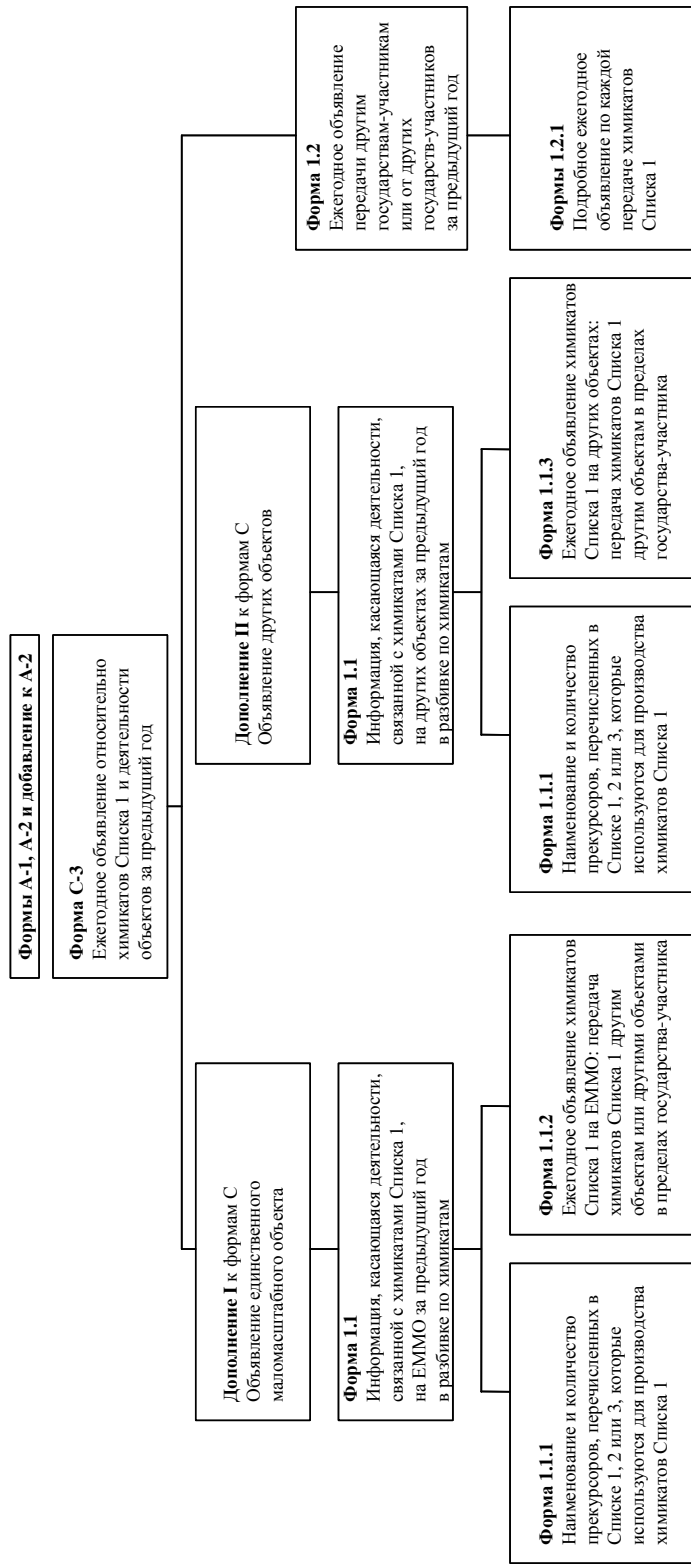 Формы А-1, А-2 и добавление к А-2
Форма С-3
Ежегодное объявление относительно
химикатов Списка 1 и деятельности
объектов за предыдущий год
Дополнение I к формам С
Объявление единственного
маломасштабного объекта
Дополнение II к формам С
Объявление других объектов
Форма 1.2
Ежегодное объявление
передачи другим
государствам-участникам
или от других
государств-участников
за предыдущий год
Форма 1.1
Информация, касающаяся деятельности,
связанной с химикатами Списка 1,
на ЕММО за предыдущий год
в разбивке по химикатам
Форма 1.1
Информация, касающаяся деятельности,
связанной с химикатами Списка 1,
на других объектах за предыдущий год
в разбивке по химикатам
Форма 1.1.1
Наименование и количество
прекурсоров, перечисленных в
Списке 1, 2 или 3, которые
используются для производства
химикатов Списка 1
Форма 1.1.2
Ежегодное объявление химикатов
Списка 1 на ЕММО: передача
химикатов Списка 1 другим
объектам или другими объектами
в пределах государства-участника
Форма 1.1.1
Наименование и количество
прекурсоров, перечисленных в
Списке 1, 2 или 3, которые
используются для производства
химикатов Списка 1
Форма 1.1.3
Ежегодное объявление химикатов
Списка 1 на других объектах:
передача химикатов Списка 1
другим объектам в пределах
государства-участника
Формы 1.2.1
Подробное ежегодное
объявление по каждой
передаче химикатов
Списка 1